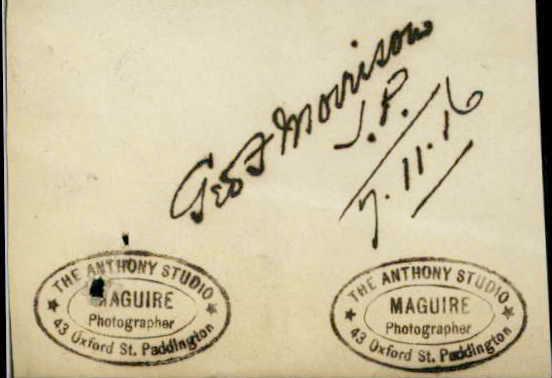 Geo F Morrison
J.P.
7.11.16
THE ANTHONY STUDIO
MAGUIRE
Photographer
43 Oxford St. Paddington
THE ANTHONY STUDIO
MAGUIRE
Photographer
43 Oxford St. Paddington